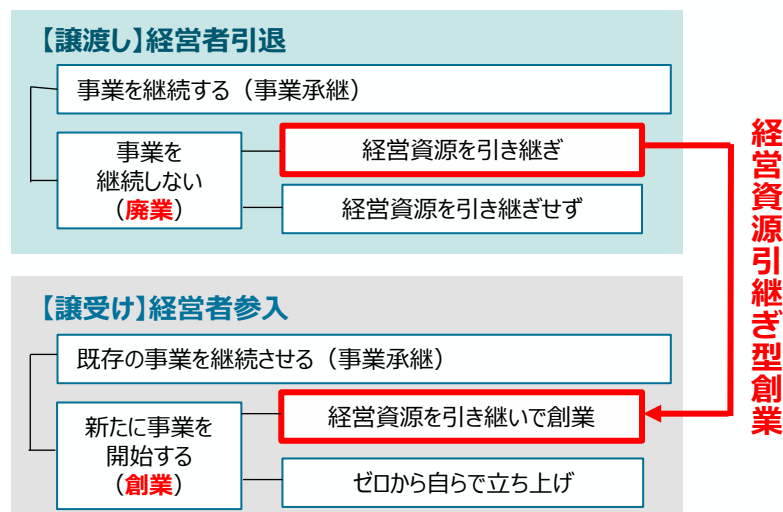 【譲渡し】経営者引退
事業を継続する（事業承継）
事業を
継続しない
（廃業）
経営資源を引き継ぎ
経営資源を引き継ぎせず
経営資源引継ぎ型創業
【譲受け】経営者参入
既存の事業を継続させる（事業承継）
新たに事業を
開始する
（創業）
経営資源を引き継いで創業
ゼロから自らで立ち上げ